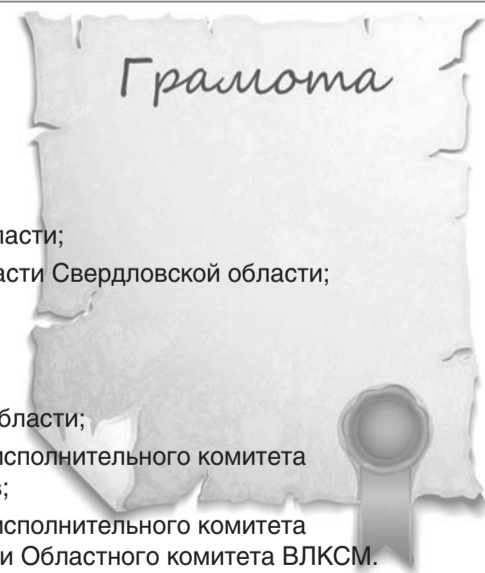 Грамота
ласти;
асти Свердловской области;
бласти;
исполнительного комитета
в;
исполнительного комитета
и Областного комитета ВЛКСМ.